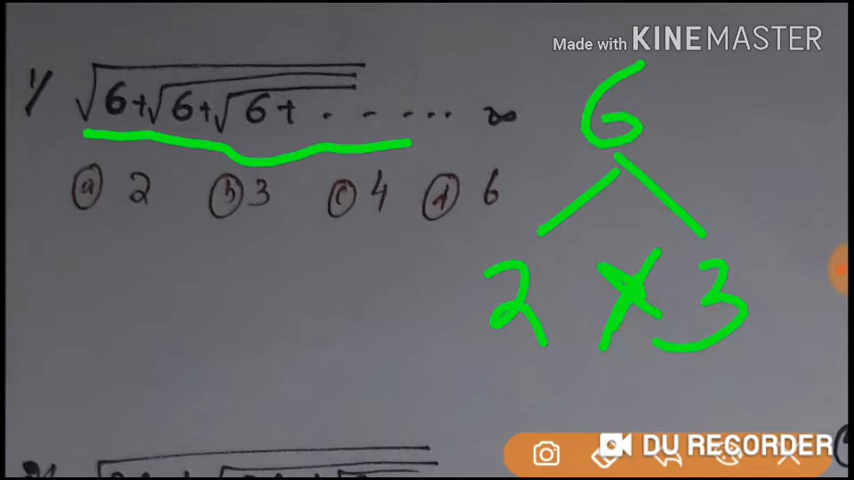 Made with KINEMASTER
1) √6+√6+√6+ . - - ... ∞
6
(a) 2 (b) 3 (c) 4 (d) 6
2 × 3
DU RECORDER